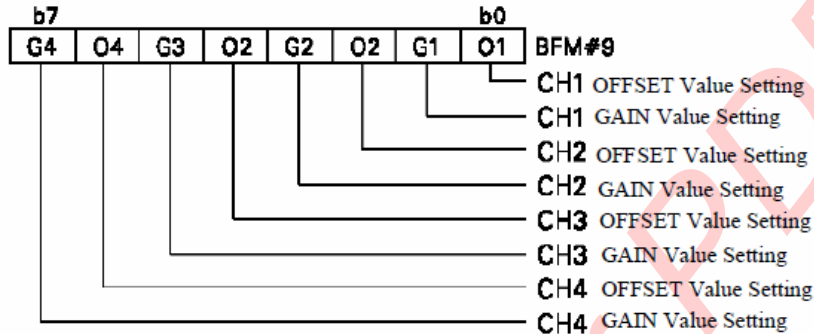 b7 b0
G4 O4 G3 O2 G2 O2 G1 O1 BFM#9
CH1 OFFSET Value Setting
CH1 GAIN Value Setting
CH2 OFFSET Value Setting
CH2 GAIN Value Setting
CH3 OFFSET Value Setting
CH3 GAIN Value Setting
CH4 OFFSET Value Setting
CH4 GAIN Value Setting
PD